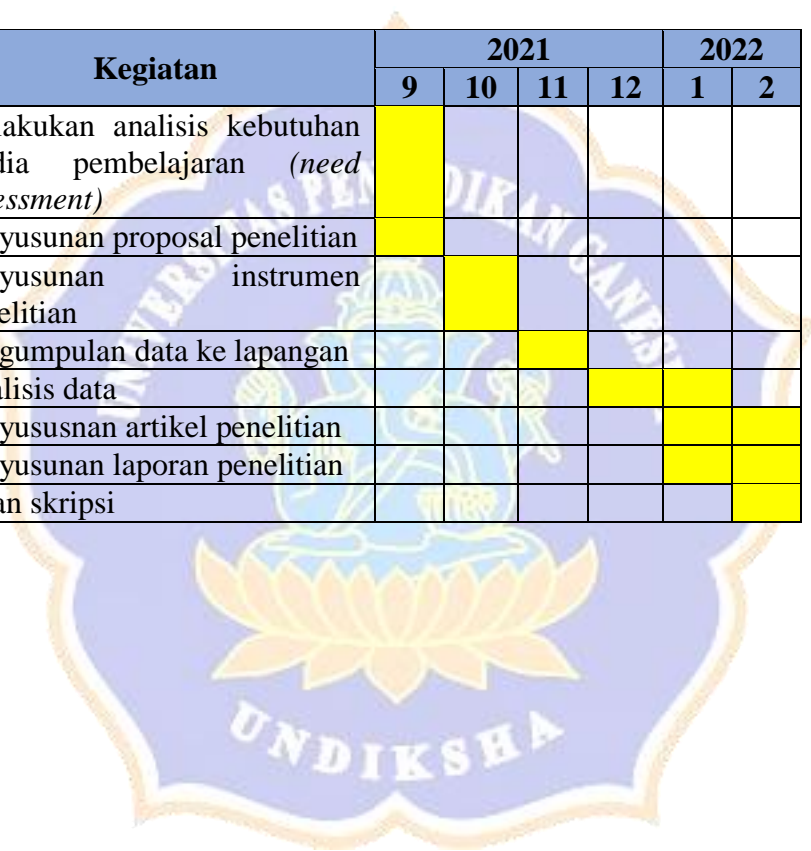 Kegiatan 2021 2022
9 10 11 12 1 2
lakukan analisis kebutuhan
dia pembelajaran (need
essment)
yusunan proposal penelitian
yusunan instrumen
elitian
gumpulan data ke lapangan
alisis data
yususnan artikel penelitian
yusunan laporan penelitian
an skripsi
UNDIKSHA